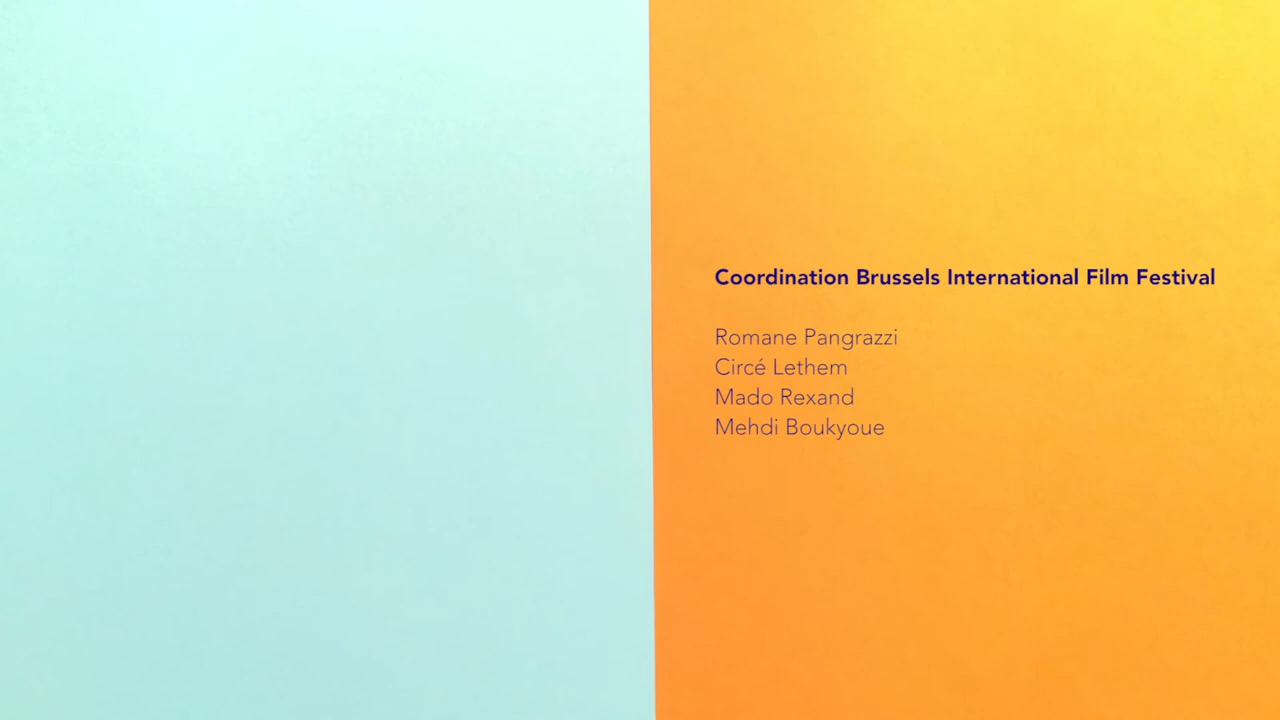 Coordination Brussels International Film Festival
Romane Pangrazzi
Circé Lethem
Mado Rexand
Mehdi Boukyoue